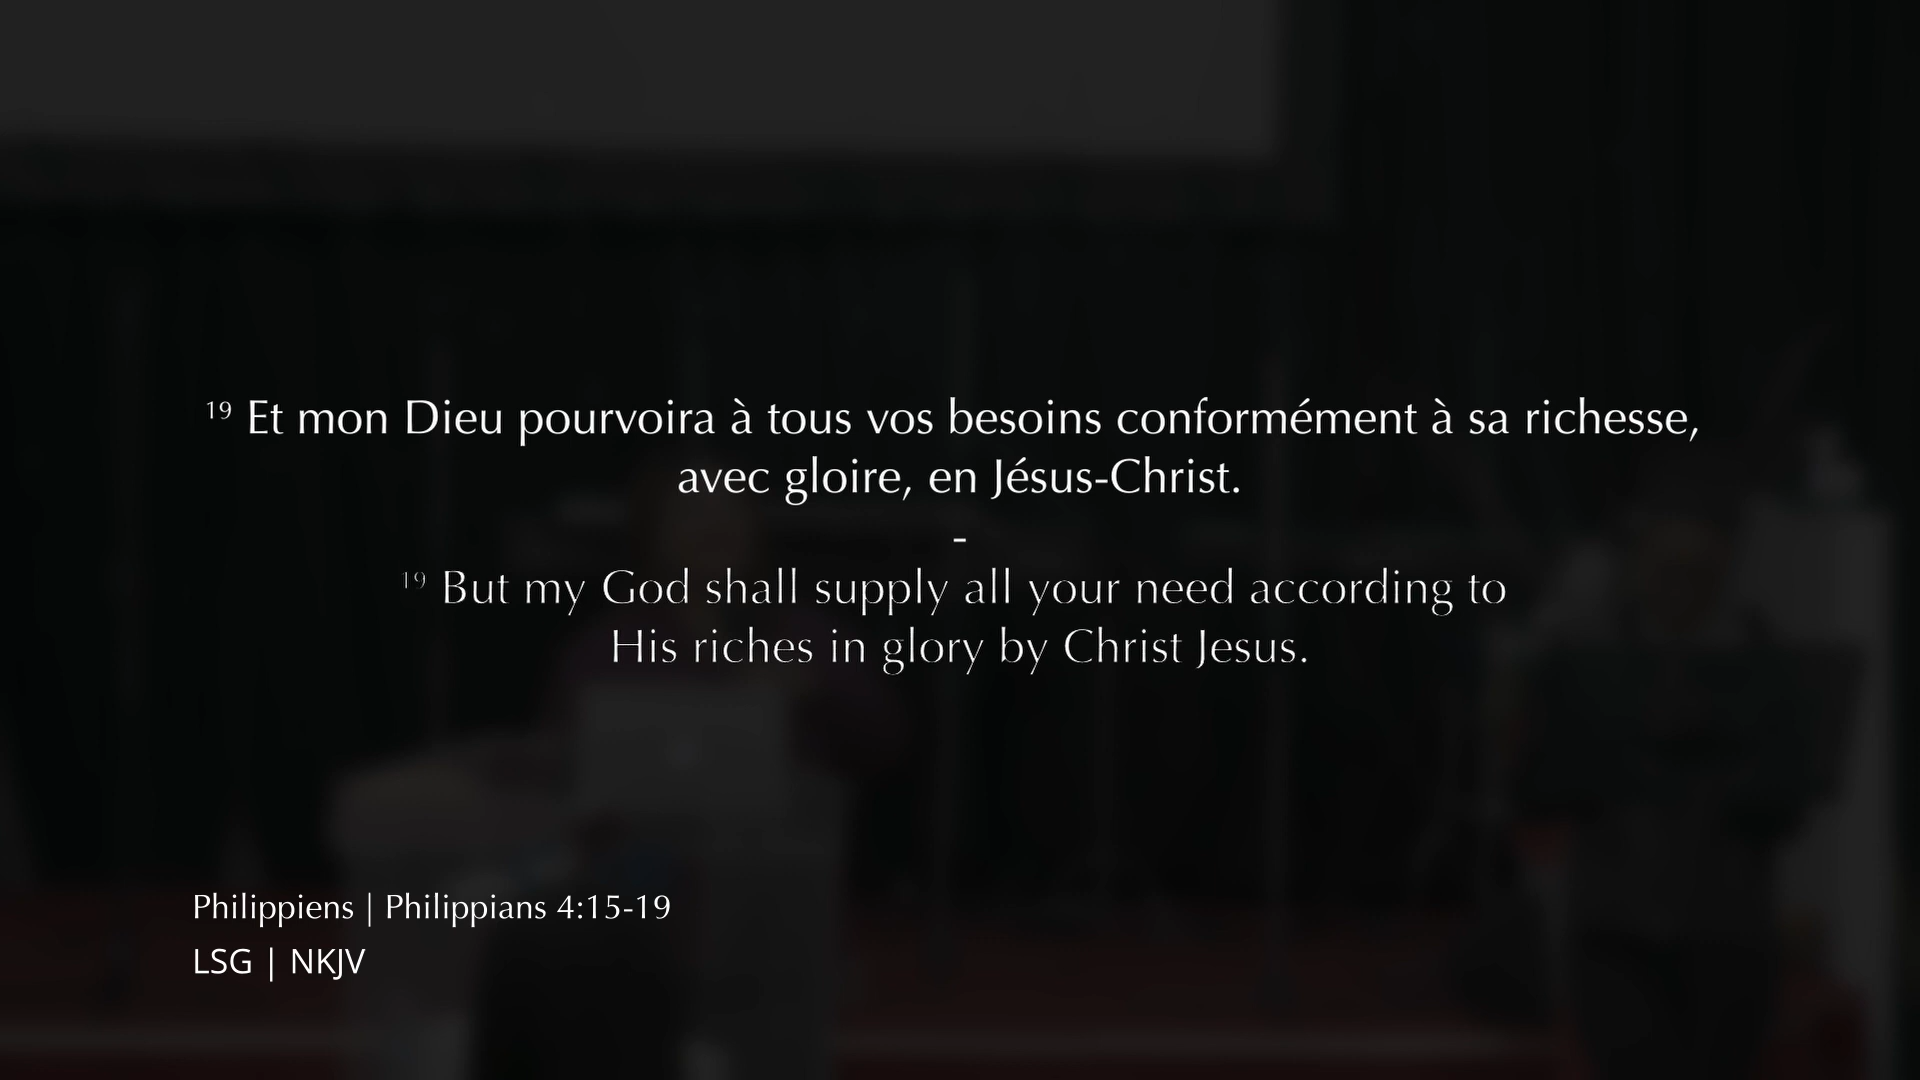 19 Et mon Dieu pourvoira à tous vos besoins conformément à sa richesse,
avec gloire, en Jésus-Christ.
-
19 But my God shall supply all your need according to
His riches in glory by Christ Jesus.
Philippiens | Philippians 4:15-19
LSG | NKJV